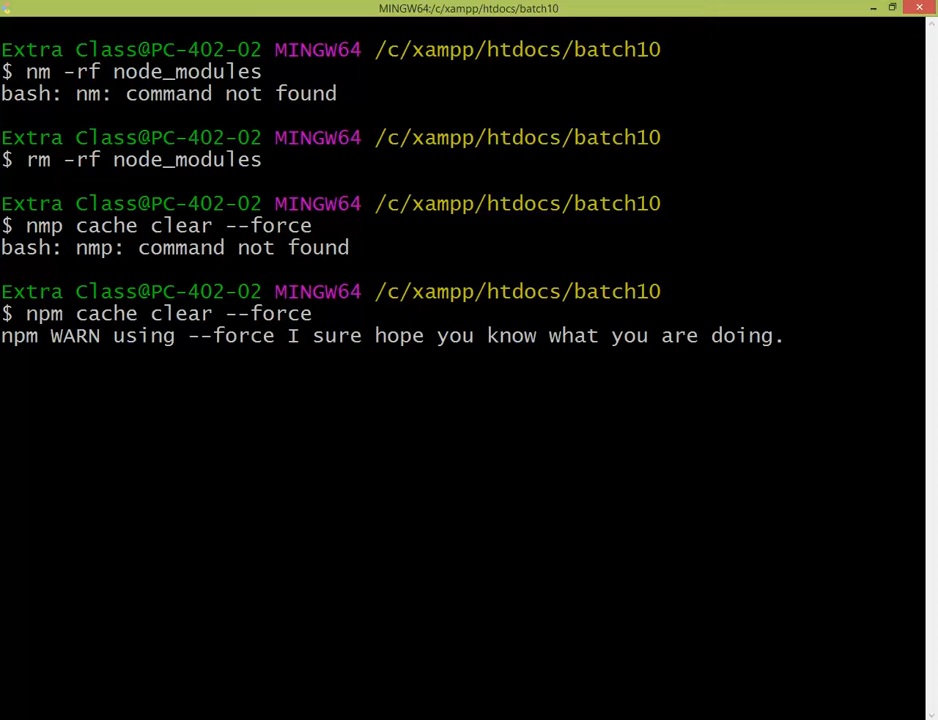 MINGW64:/c/xampp/htdocs/batch10
Extra Class@PC-402-02 MINGW64 /c/xampp/htdocs/batch10
$ nm -rf node_modules
bash: nm: command not found
Extra Class@PC-402-02 MINGW64 /c/xampp/htdocs/batch10
$ rm -rf node_modules
Extra Class@PC-402-02 MINGW64 /c/xampp/htdocs/batch10
$ nmp cache clear --force
bash: nmp: command not found
Extra Class@PC-402-02 MINGW64 /c/xampp/htdocs/batch10
$ npm cache clear --force
npm WARN using --force I sure hope you know what you are doing.